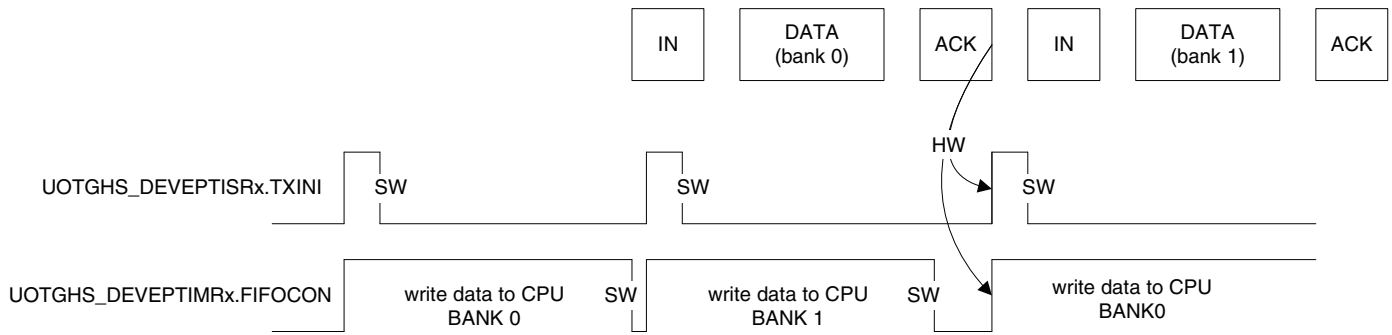 IN
DATA
(bank 0)
ACK
IN
DATA
(bank 1)
ACK
HW
UOTGHS_DEVEPTISRx.TXINI
SW
SW
SW
UOTGHS_DEVEPTIMRx.FIFOCON
write data to CPU
BANK 0
SW
write data to CPU
BANK 1
SW
write data to CPU
BANK0